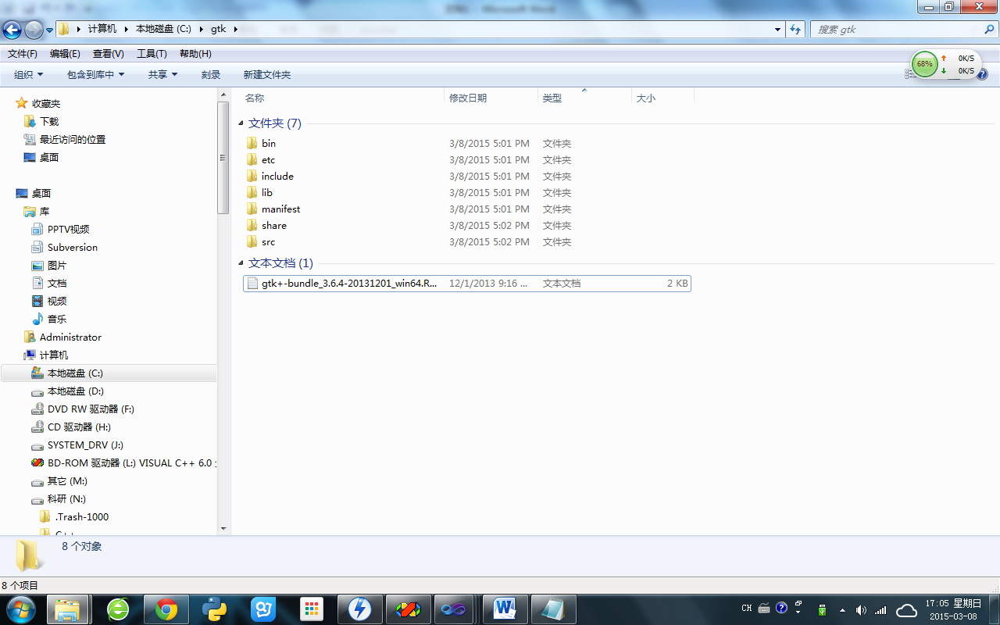 Microsoft Word
计算机 本地磁盘 (C:) gtk
搜索 gtk
文件(F) 编辑(E) 查看(V) 工具(T) 帮助(H)
组织 包含到库中 共享 刻录 新建文件夹
68% 0K/S
0K/S
名称 修改日期 类型 大小
收藏夹
下载
最近访问的位置
桌面
桌面
库
PPTV视频
Subversion
图片
文档
视频
音乐
Administrator
计算机
本地磁盘 (C:)
本地磁盘 (D:)
DVD RW 驱动器 (F:)
CD 驱动器 (H:)
SYSTEM_DRV (J:)
BD-ROM 驱动器 (L:) VISUAL C++ 6.0
其它 (M:)
科研 (N:)
.Trash-1000
C++
文件夹 (7)
bin 3/8/2015 5:01 PM 文件夹
etc 3/8/2015 5:01 PM 文件夹
include 3/8/2015 5:01 PM 文件夹
lib 3/8/2015 5:01 PM 文件夹
manifest 3/8/2015 5:01 PM 文件夹
share 3/8/2015 5:02 PM 文件夹
src 3/8/2015 5:02 PM 文件夹
文本文档 (1)
gtk+-bundle_3.6.4-20131201_win64.R... 12/1/2013 9:16 ... 文本文档 2 KB
8 个对象
8 个项目
CH
17:05 星期日
2015-03-08